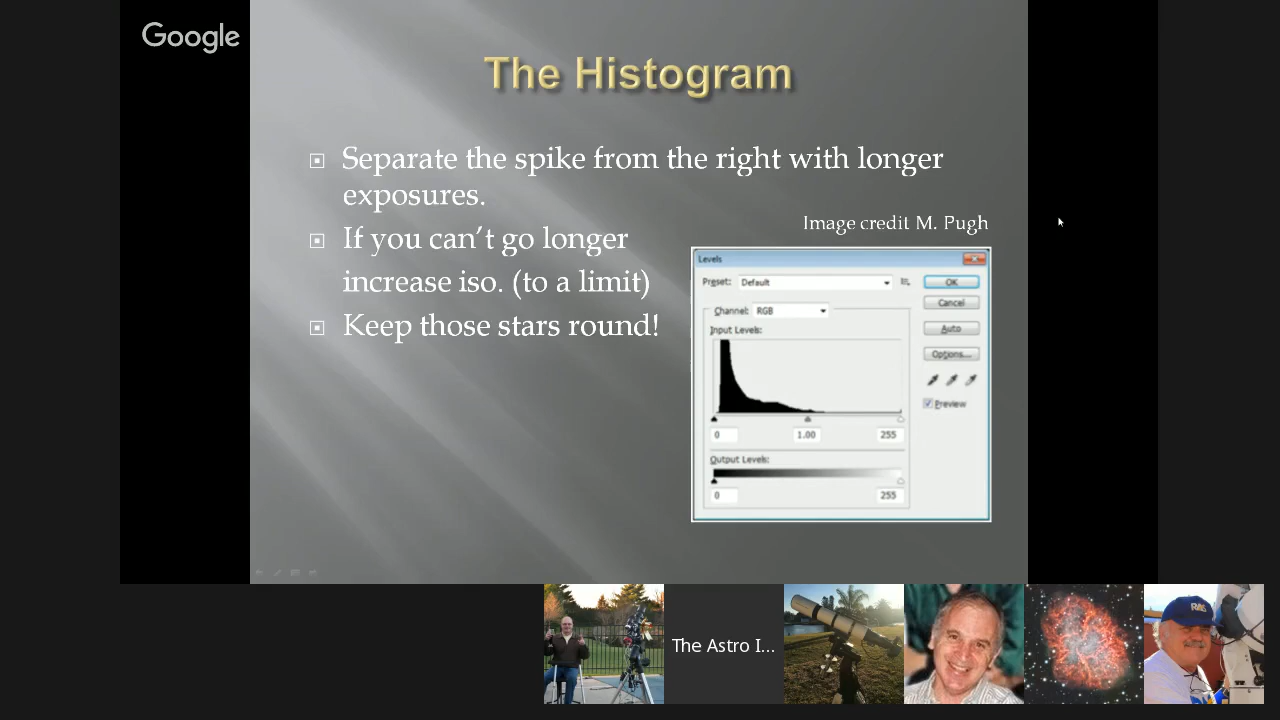 Google
The Histogram
Separate the spike from the right with longer
exposures.
Image credit M. Pugh
If you can't go longer
increase iso. (to a limit)
Keep those stars round!
Levels
Preset: Default
OK
Cancel
Channel: RGB
Auto
Input Levels:
Options...
Preview
0 1.00 255
Output Levels:
0 255
The Astro I...